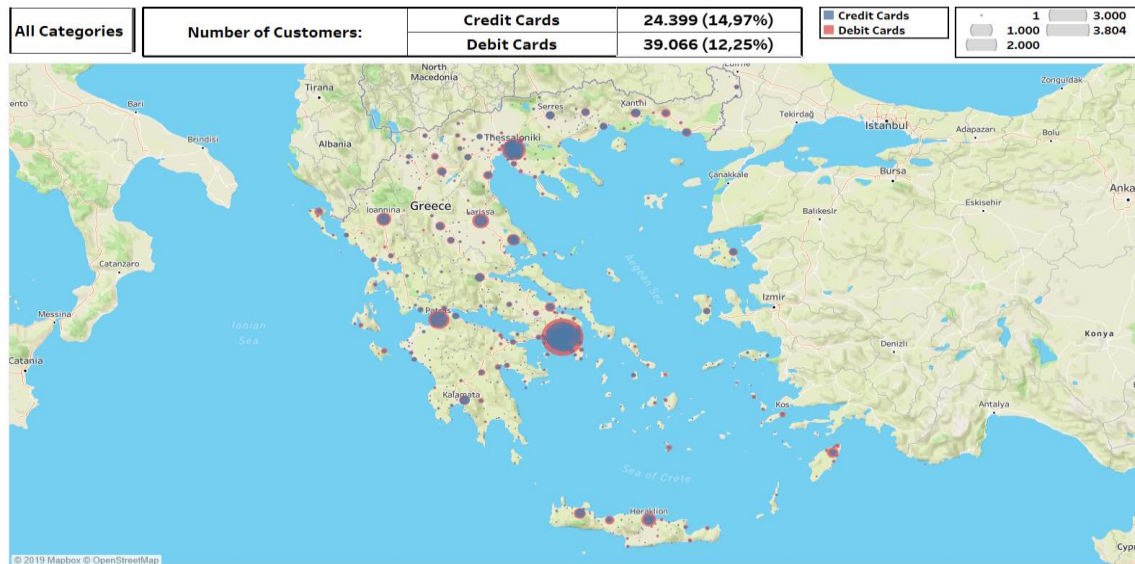 All Categories
Number of Customers:
Credit Cards
24.399 (14,97%)
Debit Cards
39.066 (12,25%)
Credit Cards
Debit Cards
1
3.000
1.000
3.804
2.000
North
Macedonia
Tirana
Bari
Brindisi
Albania
Serres
Xanthi
Edirne
Tekirdağ
Istanbul
Zonguldak
Adapazarı
Bolu
Thessaloniki
Çanakkale
Bursa
Eskisehir
Anka
Greece
Ioannina
Larissa
Balıkesir
Catanzaro
Aegean Sea
Messina
Ionian
Sea
Patras
Izmir
Konya
Catania
Denizli
Kalamata
Kos
Antalya
Sea of Crete
Heraklion
Cypr
© 2019 Mapbox © OpenStreetMap